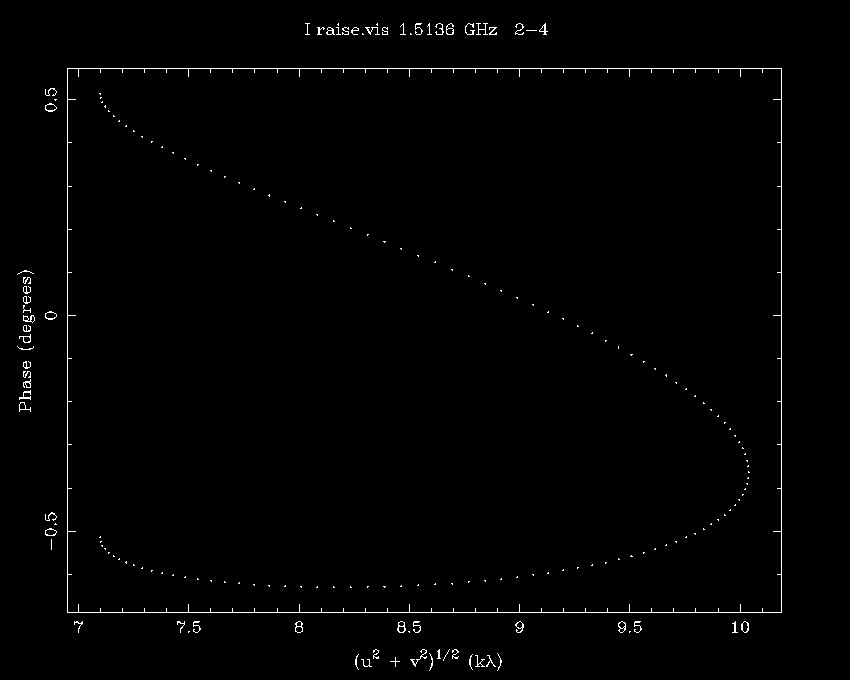 I raise.vis 1.5136 GHz 2−4
0.5
0
−0.5
Phase (degrees)
7 7.5 8 8.5 9 9.5 10
(u² + v²)^1/2 (kλ)